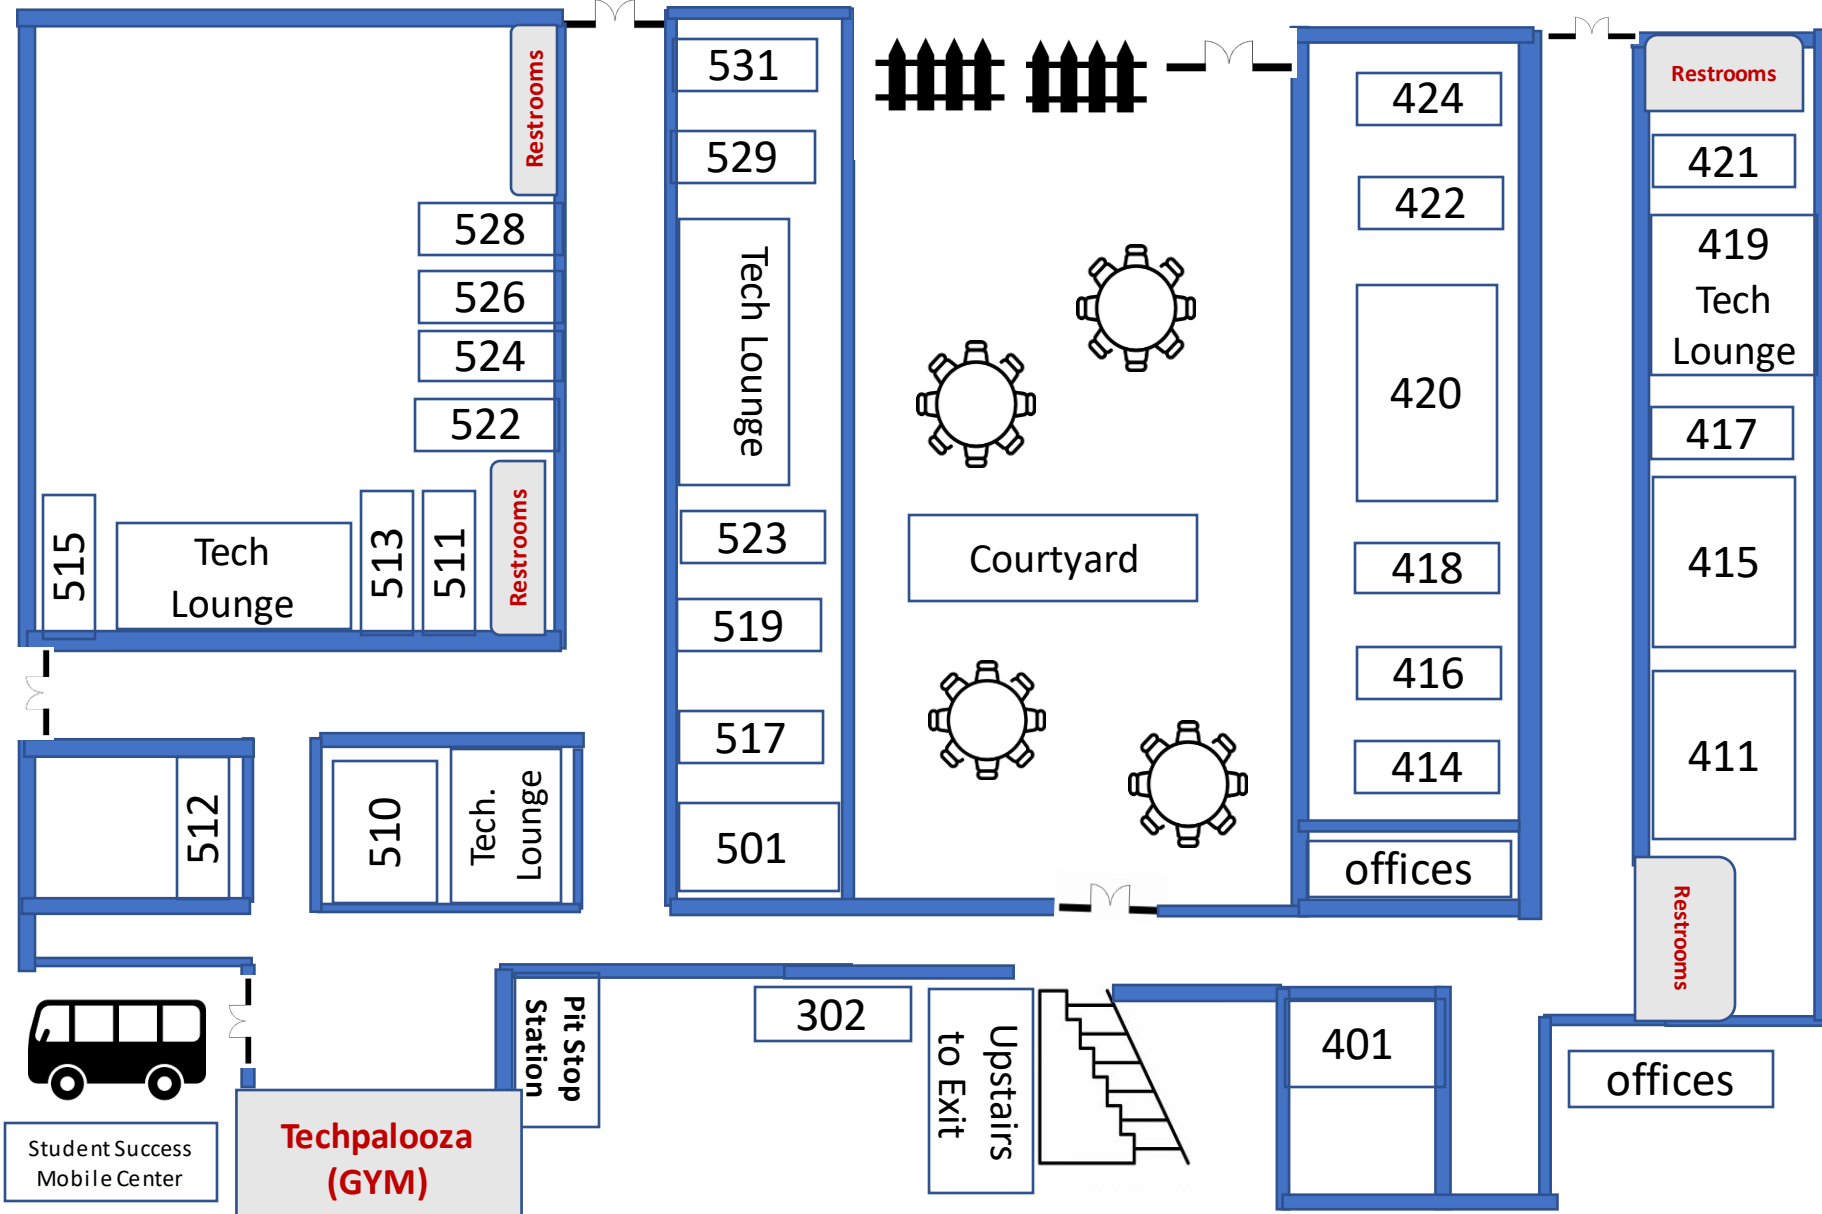 Restrooms
528
526
524
522
Restrooms
515
Tech
Lounge
513
511
512
510
Tech.
Lounge
531
529
Tech Lounge
523
519
517
501
Courtyard
424
422
420
418
416
414
offices
Restrooms
421
419
Tech
Lounge
417
415
411
Restrooms
offices
401
Upstairs
to Exit
302
Pit Stop
Station
Techpalooza
(GYM)
Student Success
Mobile Center